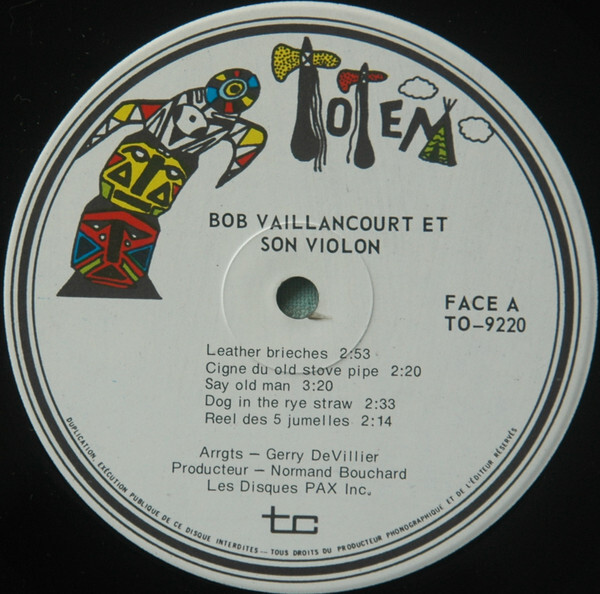 TOTEM
BOB VAILLANCOURT ET
SON VIOLON
FACE A
TO-9220
Leather brieches 2:53
Cigne du old stove pipe 2:20
Say old man 3:20
Dog in the rye straw 2:33
Reel des 5 jumelles 2:14
Arrgts - Gerry DeVillier
Producteur - Normand Bouchard
Les Disques PAX Inc.
tc
DUPLICATION, EXÉCUTION PUBLIQUE DE CE DISQUE INTERDITES - TOUS DROITS DU PRODUCTEUR PHONOGRAPHIQUE ET DE L'ÉDITEUR RÉSERVÉS